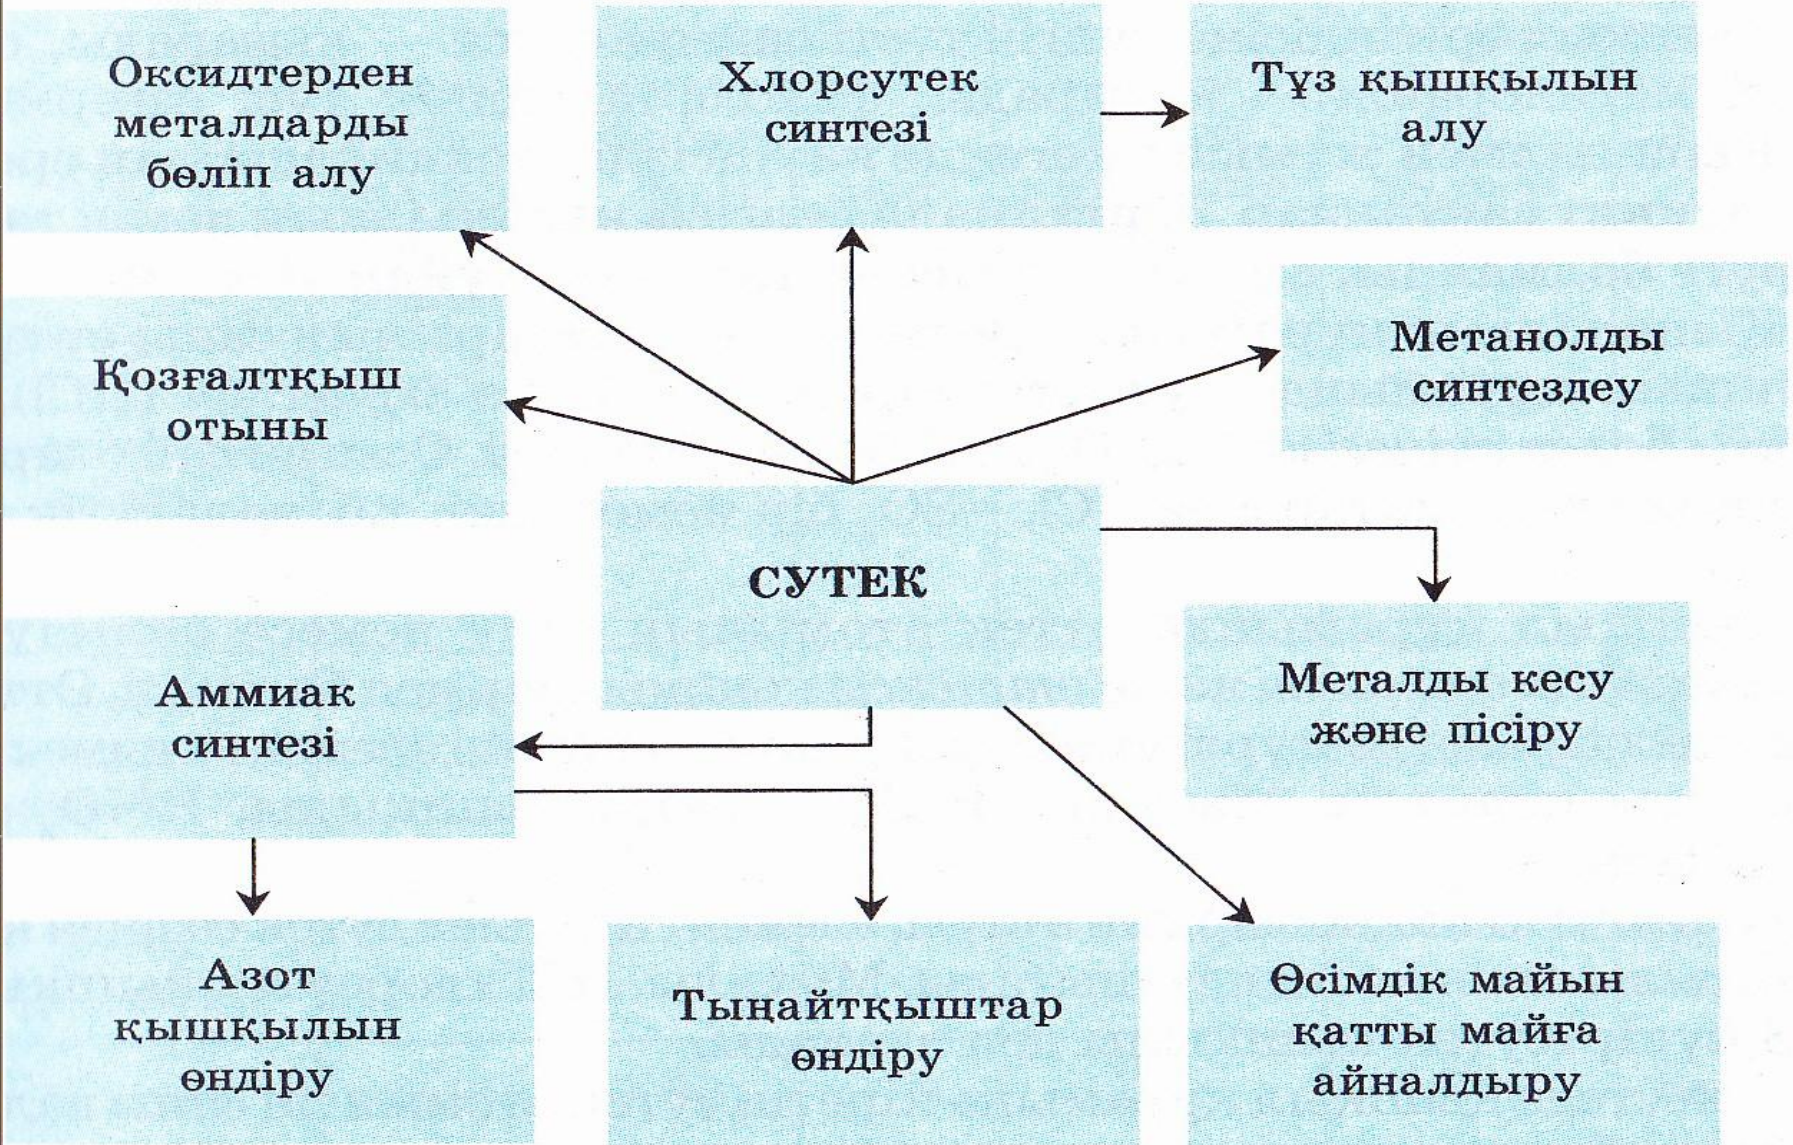 Оксидтерден
металдарды
бөліп алу
Хлорсутек
синтезі
Тұз қышқылын
алу
Қозғалтқыш
отыны
Метанолды
синтездеу
СУТЕК
Аммиак
синтезі
Металды кесу
және пісіру
Азот
қышқылын
өндіру
Тыңайтқыштар
өндіру
Өсімдік майын
қатты майға
айналдыру